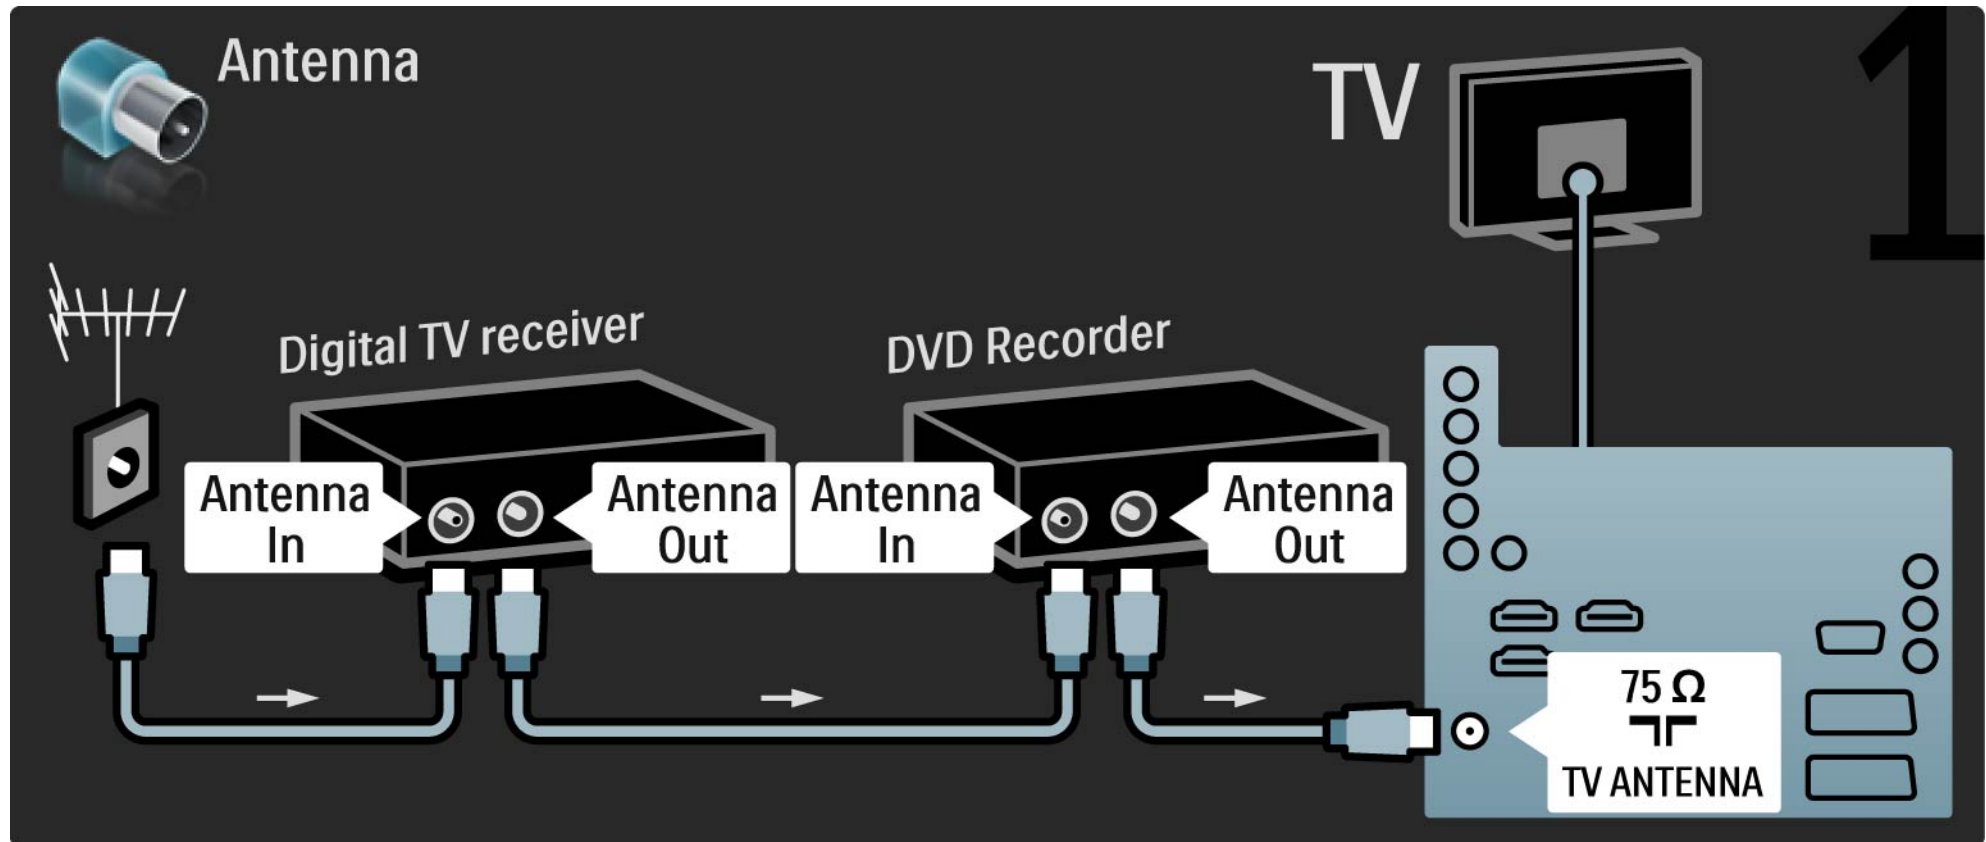 Antenna
TV
1
Digital TV receiver
DVD Recorder
Antenna
In
Antenna
Out
Antenna
In
Antenna
Out
75 Ω
TV ANTENNA